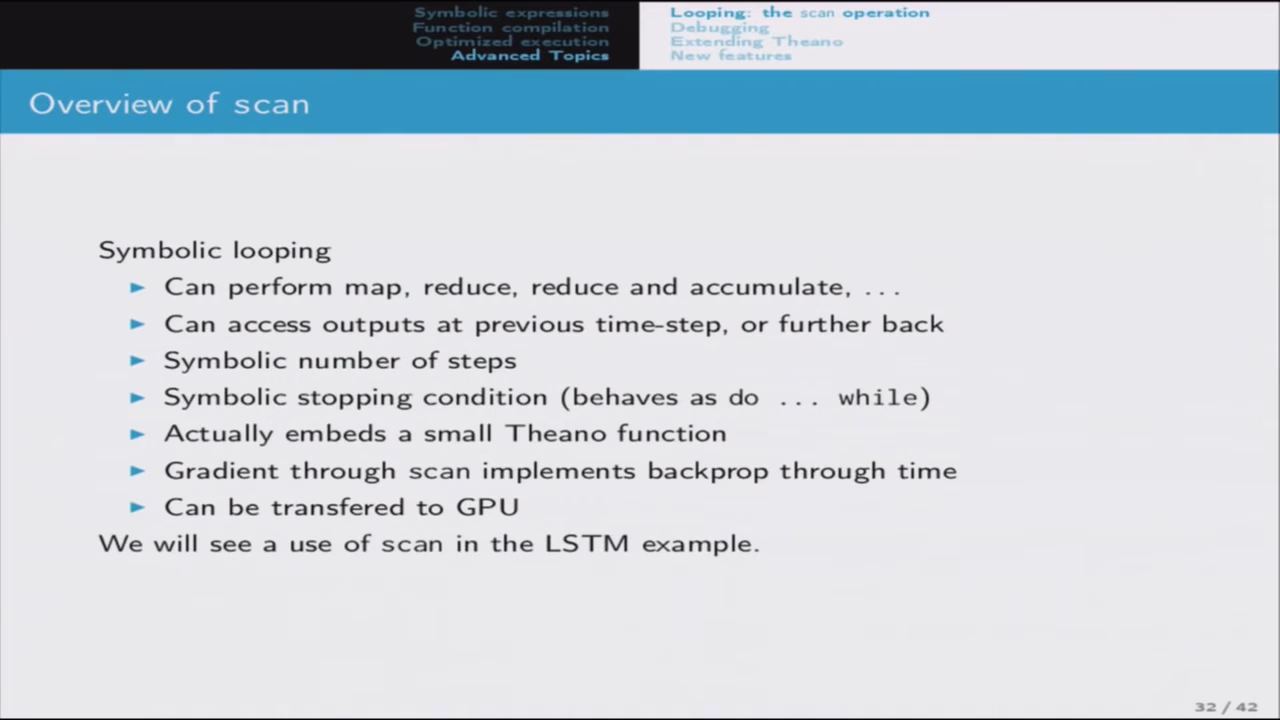 Symbolic expressions
Function compilation
Optimized execution
Advanced Topics
Looping: the scan operation
Debugging
Extending Theano
New features
Overview of scan
Symbolic looping
► Can perform map, reduce, reduce and accumulate, ...
► Can access outputs at previous time-step, or further back
► Symbolic number of steps
► Symbolic stopping condition (behaves as do ... while)
► Actually embeds a small Theano function
► Gradient through scan implements backprop through time
► Can be transfered to GPU
We will see a use of scan in the LSTM example.
32 / 42